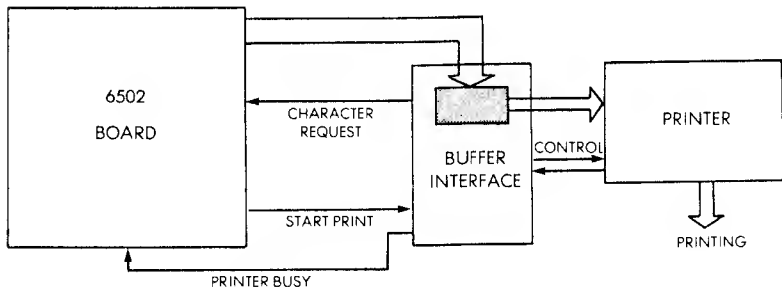 6502
BOARD
CHARACTER
REQUEST
START PRINT
PRINTER BUSY
BUFFER
INTERFACE
CONTROL
PRINTER
PRINTING